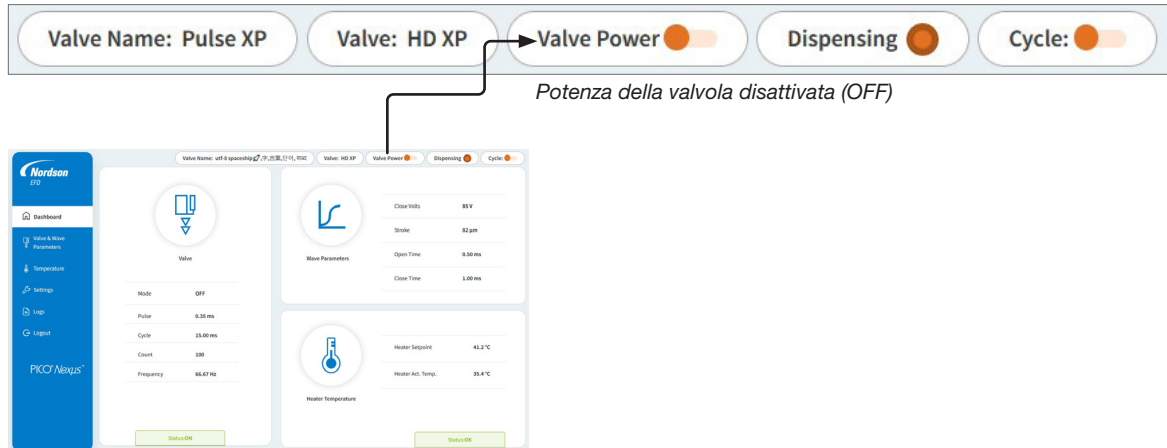 Valve Name: Pulse XP
Valve: HD XP
Valve Power
Dispensing
Cycle:
Potenza della valvola disattivata (OFF)
Nordson
EFD
Valve Name: utf-8 spaceship🚀,字,
Valve: HD XP
Valve Power
Dispensing
Cycle:
Dashboard
Valve & Wave
Parameters
Temperature
Settings
Logs
Logout
PICO Nexμs
Valve
Mode OFF
Pulse 0.35 ms
Cycle 15.00 ms
Count 100
Frequency 66.67 Hz
Status:ON
Wave Parameters
Close Volts 85 V
Stroke 82 µm
Open Time 0.50 ms
Close Time 1.00 ms
Heater Temperature
Heater Setpoint 41.2 °C
Heater Act. Temp. 35.4 °C
Status:OK